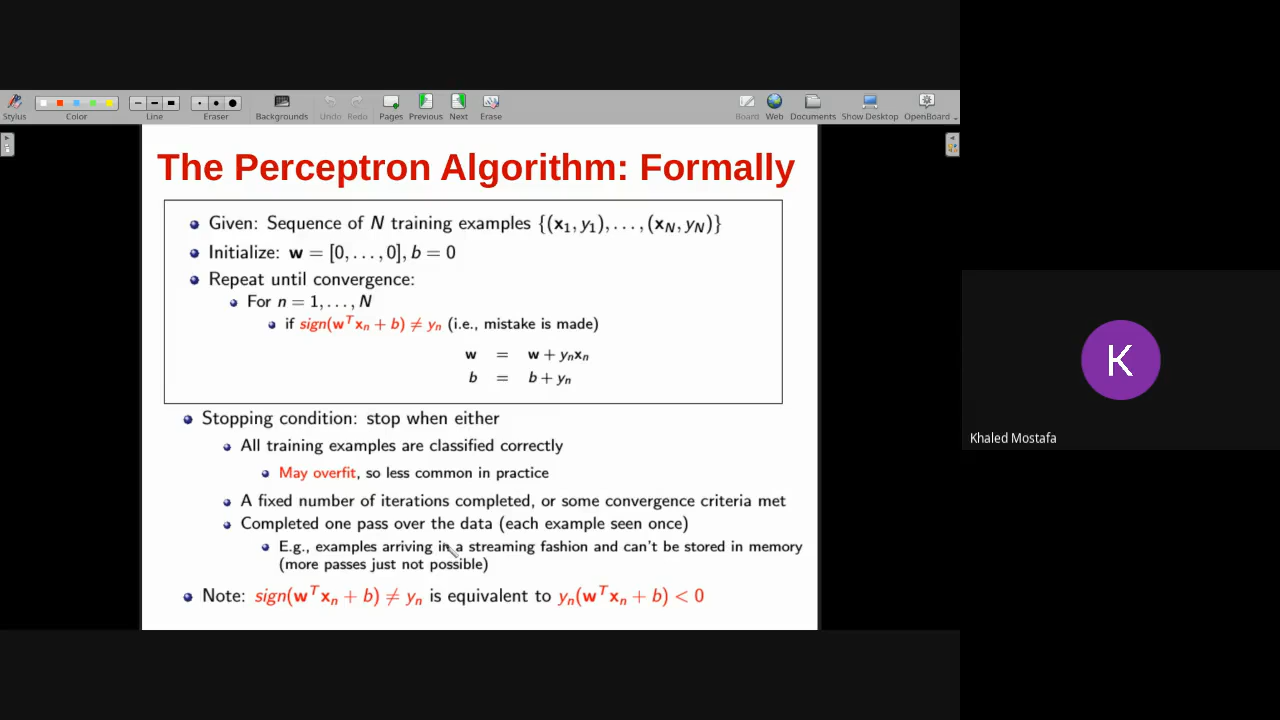 Stylus
Color
Line
Eraser
Backgrounds
Undo
Redo
Pages
Previous
Next
Erase
Board
Web
Documents
Show Desktop
OpenBoard
The Perceptron Algorithm: Formally
Given: Sequence of N training examples {(x₁, y₁), . . . , (x_N, y_N)}
Initialize: w = [0, . . . , 0], b = 0
Repeat until convergence:
For n = 1, . . . , N
if sign(wᵀxₙ + b) ≠ yₙ (i.e., mistake is made)
w = w + yₙxₙ
b = b + yₙ
Stopping condition: stop when either
All training examples are classified correctly
May overfit, so less common in practice
A fixed number of iterations completed, or some convergence criteria met
Completed one pass over the data (each example seen once)
E.g., examples arriving in a streaming fashion and can't be stored in memory
(more passes just not possible)
Note: sign(wᵀxₙ + b) ≠ yₙ is equivalent to yₙ(wᵀxₙ + b) < 0
K
Khaled Mostafa